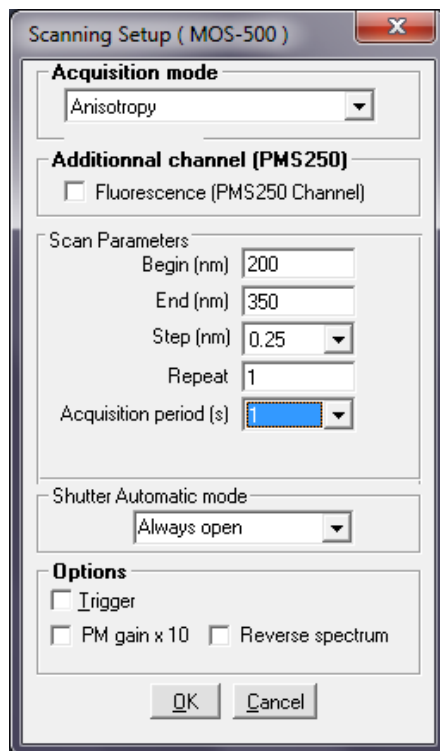 Scanning Setup ( MOS-500 )
Acquisition mode
Anisotropy
Additionnal channel (PMS250)
Fluorescence (PMS250 Channel)
Scan Parameters
Begin (nm) 200
End (nm) 350
Step (nm) 0.25
Repeat 1
Acquisition period (s) 1
Shutter Automatic mode
Always open
Options
Trigger
PM gain x 10 Reverse spectrum
OK Cancel